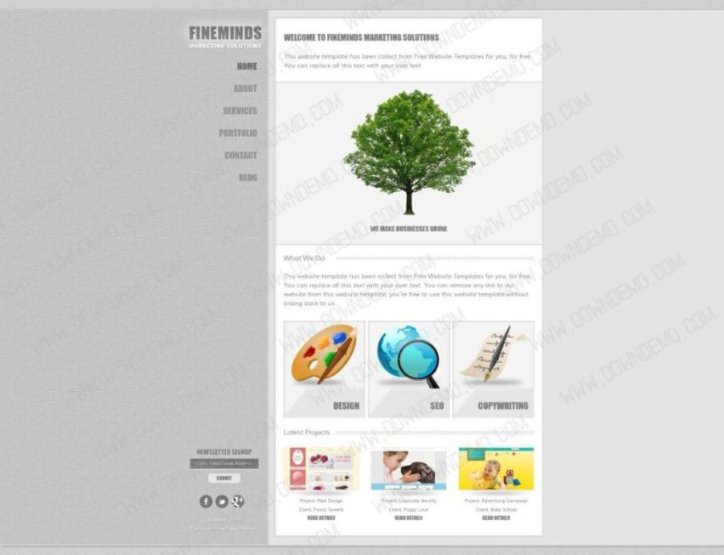 FINEMINDS
MARKETING SOLUTIONS
HOME
ABOUT
SERVICES
PORTFOLIO
CONTACT
BLOG
NEWSLETTER SIGNUP
SUBMIT
WELCOME TO FINEMINDS MARKETING SOLUTIONS
This website template has been collect from Free Website Templates for you, for free.
You can replace all this text with your own text.
WE MAKE BUSINESSES GROW.
What We Do
This website template has been collect from Free Website Templates for you, for free.
You can replace all this text with your own text. You can remove any link to our
website from this website template, you're free to use this website template without
linking back to us.
DESIGN
SEO
COPYWRITING
Latest Projects
Project: Web Design
Client: Frosty Sweets
READ DETAILS
Project: Corporate Identity
Client: Puppy Love
READ DETAILS
Project: Advertising Campaign
Client: Baby School
READ DETAILS
WWW.DOWNDEMO.COM